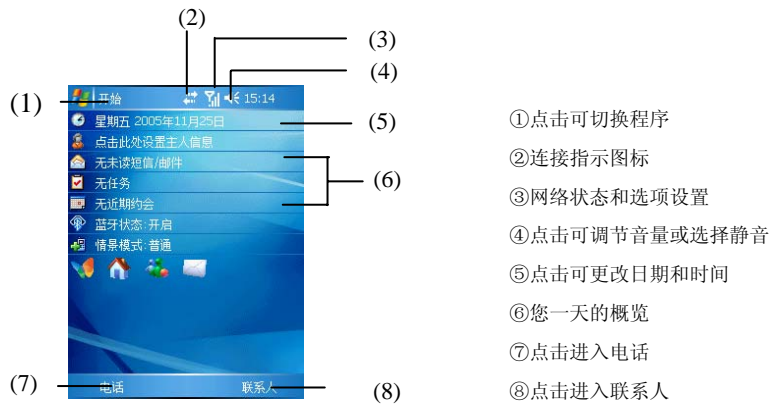 (2)
(3)
(4)
(1)
开始 15:14
星期五 2005年11月25日
(5)
点击此处设置主人信息
无未读短信/邮件
(6)
无任务
无近期约会
蓝牙状态:开启
情景模式:普通
(7)
电话
联系人
(8)
①点击可切换程序
②连接指示图标
③网络状态和选项设置
④点击可调节音量或选择静音
⑤点击可更改日期和时间
⑥您一天的概览
⑦点击进入电话
⑧点击进入联系人